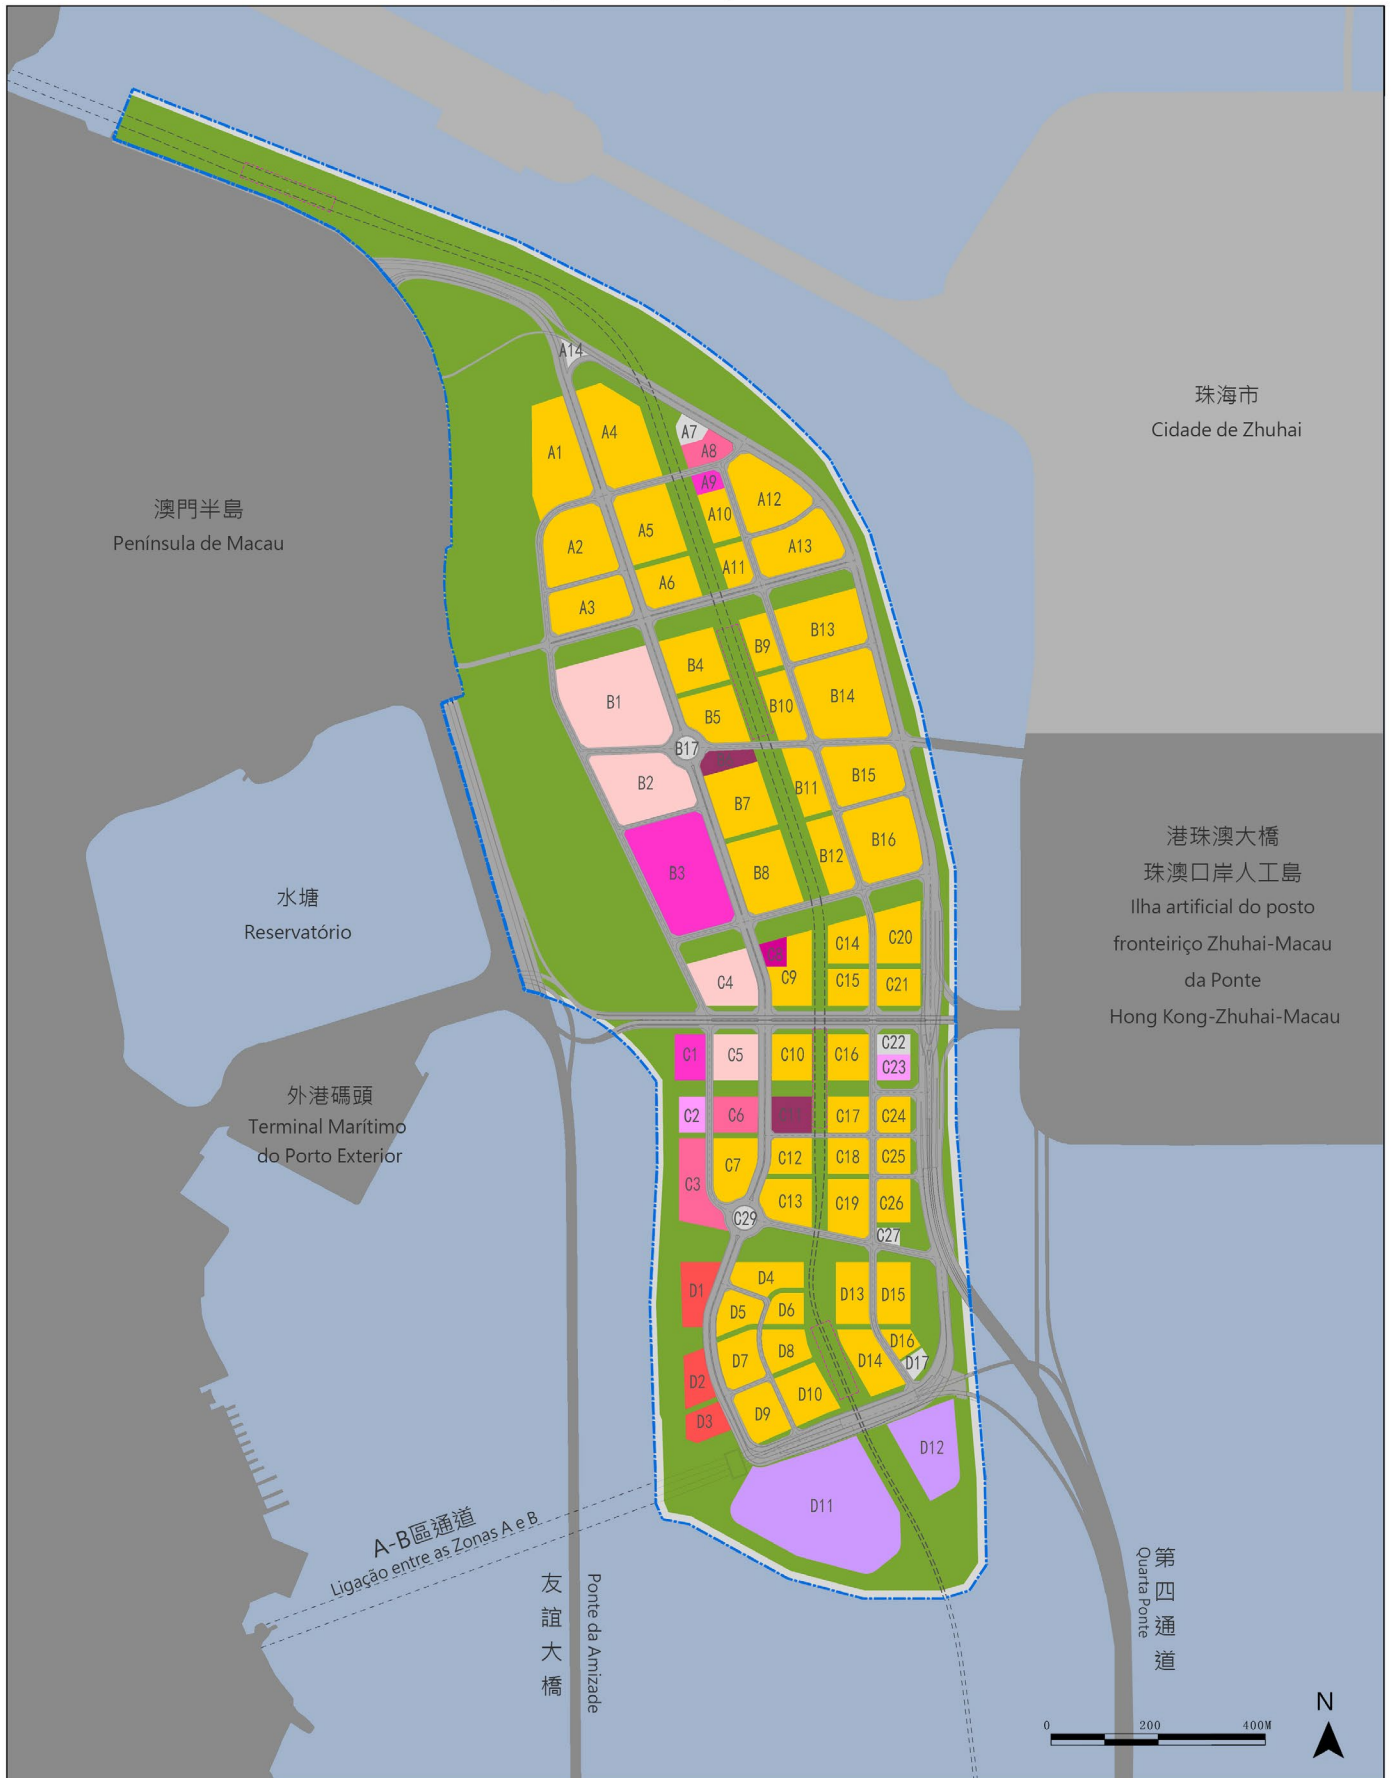 A14
A7
A8
A4
A1
A9
A12
A10
A5
A2
A13
A11
A6
A3
珠海市
Cidade de Zhuhai
澳門半島
Península de Macau
B13
B9
B4
B14
B1
B10
B5
B17
B15
B2
B11
B7
B16
B12
B8
B3
港珠澳大橋
珠澳口岸人工島
Ilha artificial do posto
fronteiriço Zhuhai-Macau
da Ponte
Hong Kong-Zhuhai-Macau
水塘
Reservatório
C20
C14
C8
C9
C4
C15
C21
C22
C1
C5
C10
C16
C23
外港碼頭
Terminal Marítimo
do Porto Exterior
C2
C6
C17
C24
C7
C12
C18
C25
C3
C13
C19
C26
C29
C27
D4
D1
D13
D15
D5
D6
D16
D8
D7
D14
D17
D2
D10
D9
D3
D12
D11
A-B區通道
Ligação entre as Zonas A e B
友誼大橋
Ponte da Amizade
第四通道
Quarta Ponte
N
0 200 400M